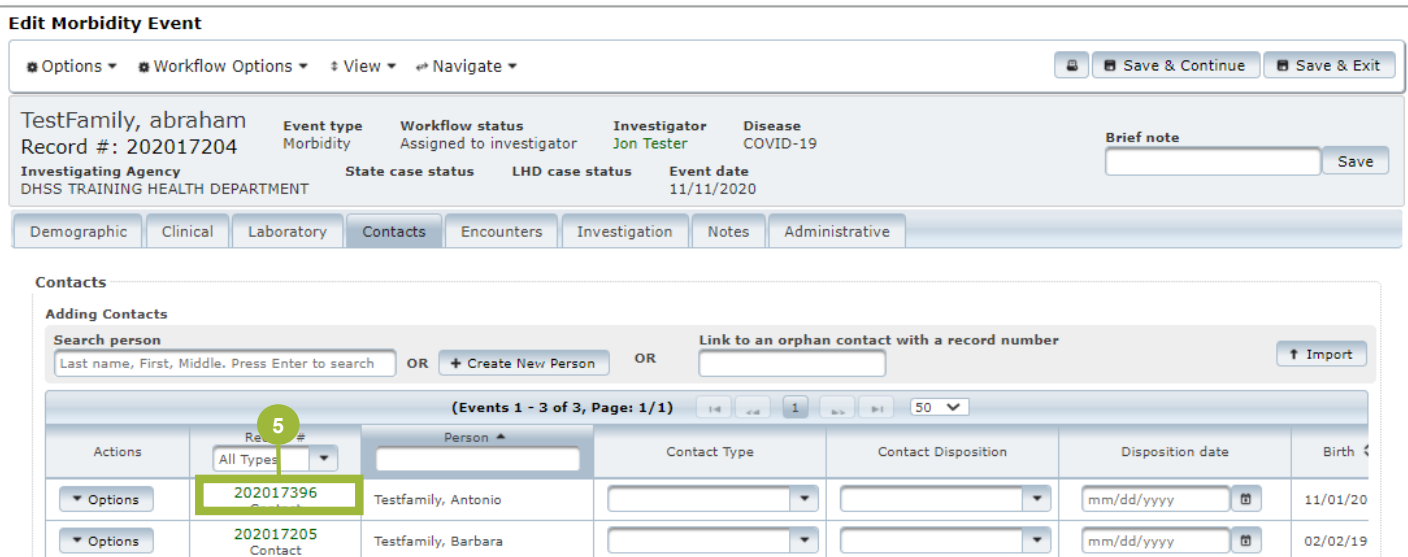 Edit Morbidity Event
Options Workflow Options View Navigate Save & Continue Save & Exit
TestFamily, abraham
Record #: 202017204
Event type Workflow status Investigator Disease
Morbidity Assigned to investigator Jon Tester COVID-19
Brief note
Save
Investigating Agency State case status LHD case status Event date
DHSS TRAINING HEALTH DEPARTMENT 11/11/2020
Demographic Clinical Laboratory Contacts Encounters Investigation Notes Administrative
Contacts
Adding Contacts
Search person Link to an orphan contact with a record number
Last name, First, Middle. Press Enter to search OR + Create New Person OR Import
(Events 1 - 3 of 3, Page: 1/1) 1 50
5
Actions Person Contact Type Contact Disposition Disposition date Birth
All Types
Options 202017396 Testfamily, Antonio mm/dd/yyyy 11/01/20
Options 202017205 Testfamily, Barbara mm/dd/yyyy 02/02/19
Contact